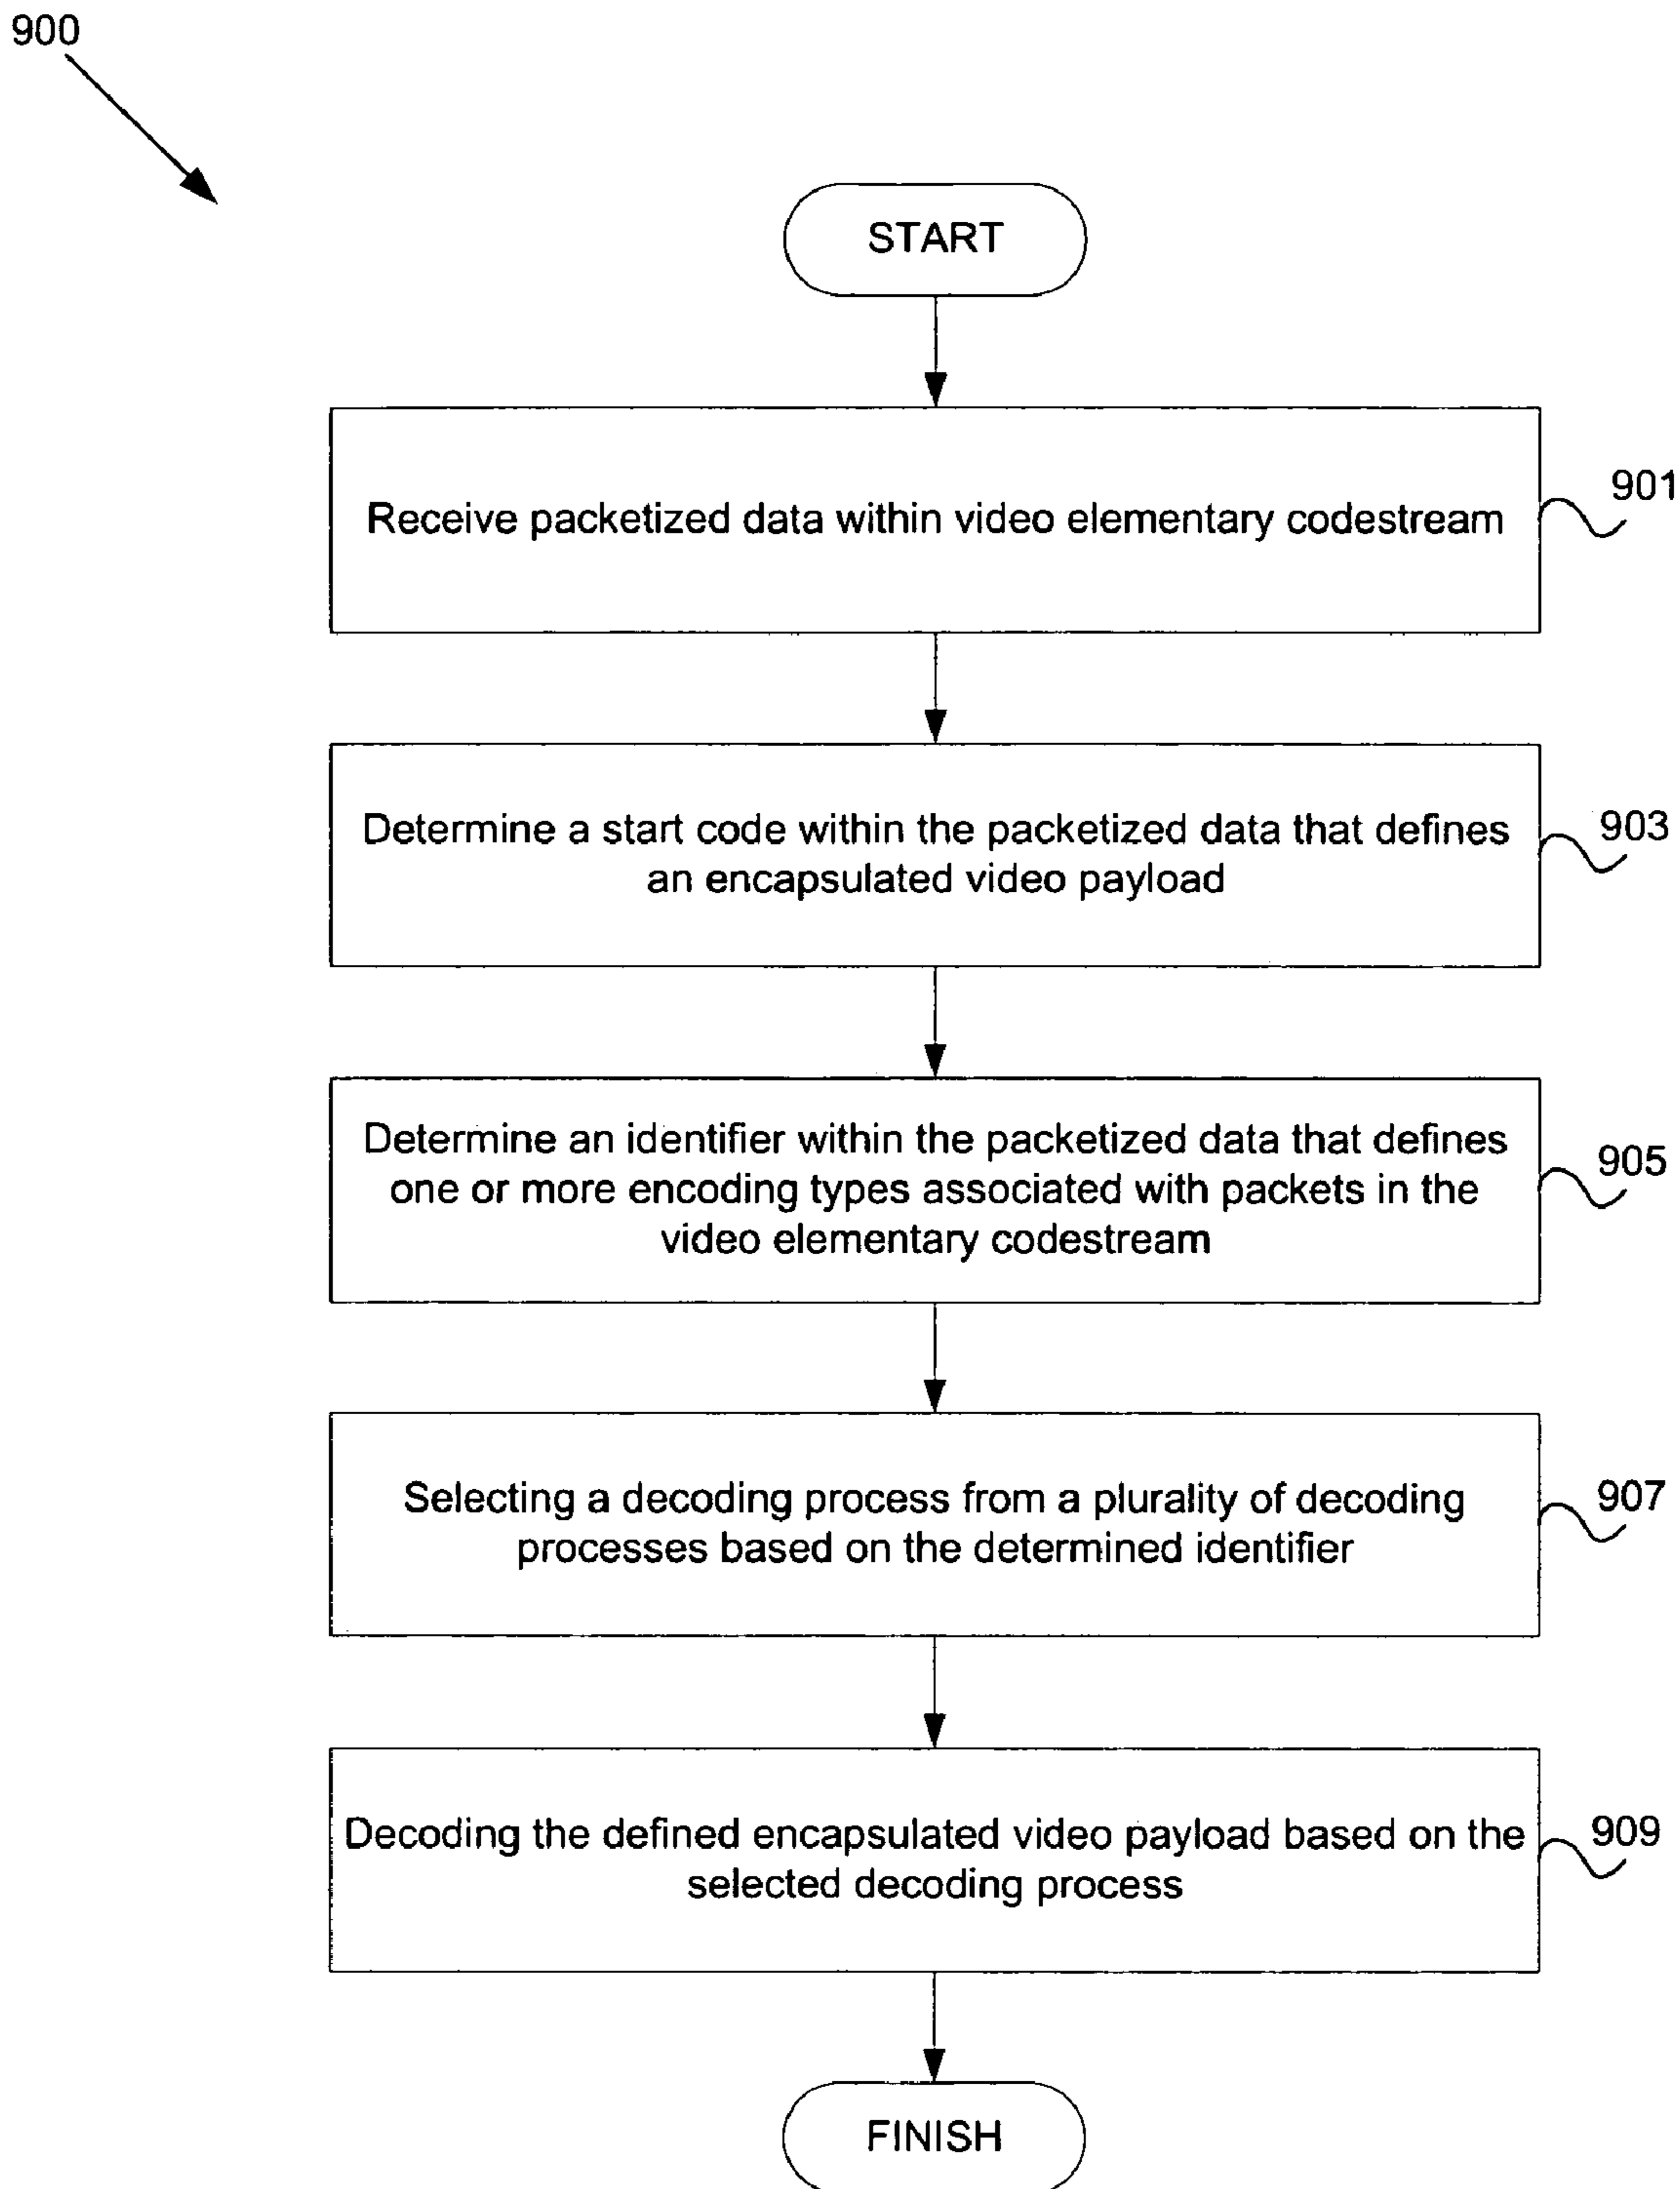 900
START
Receive packetized data within video elementary codestream
901
Determine a start code within the packetized data that defines
an encapsulated video payload
903
Determine an identifier within the packetized data that defines
one or more encoding types associated with packets in the
video elementary codestream
905
Selecting a decoding process from a plurality of decoding
processes based on the determined identifier
907
Decoding the defined encapsulated video payload based on the
selected decoding process
909
FINISH